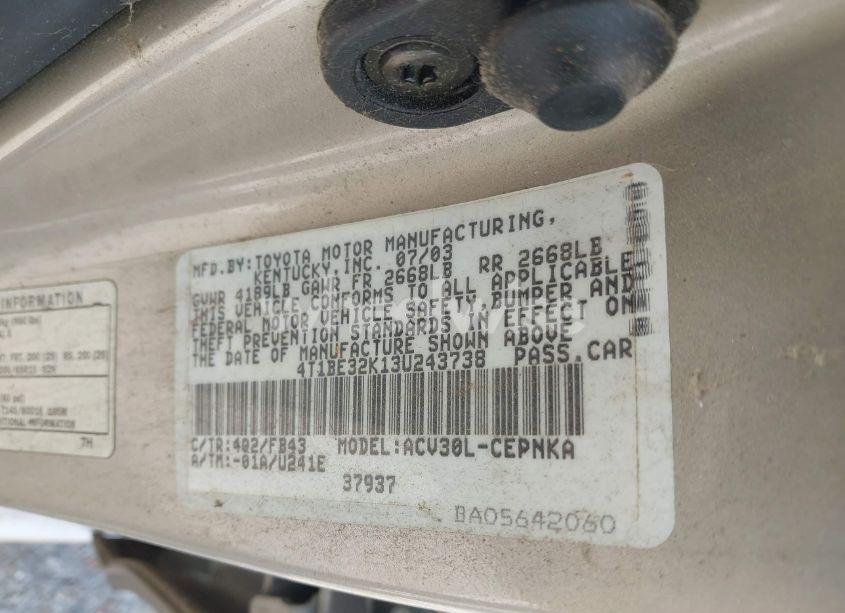 MFD.BY:TOYOTA MOTOR MANUFACTURING,
KENTUCKY,INC. 07/03
GVWR 4189LB GAWR FR 2668LB RR 2668LB
THIS VEHICLE CONFORMS TO ALL APPLICABLE
FEDERAL MOTOR VEHICLE SAFETY,BUMPER AND
THEFT PREVENTION STANDARDS IN EFFECT ON
THE DATE OF MANUFACTURE SHOWN ABOVE.
4T1BE32K13U243738 PASS.CAR
C/TR:402/FB43 MODEL:ACV30L-CEPNKA
A/TM:-01A/U241E
37937
BA05642060
INFORMATION
7H